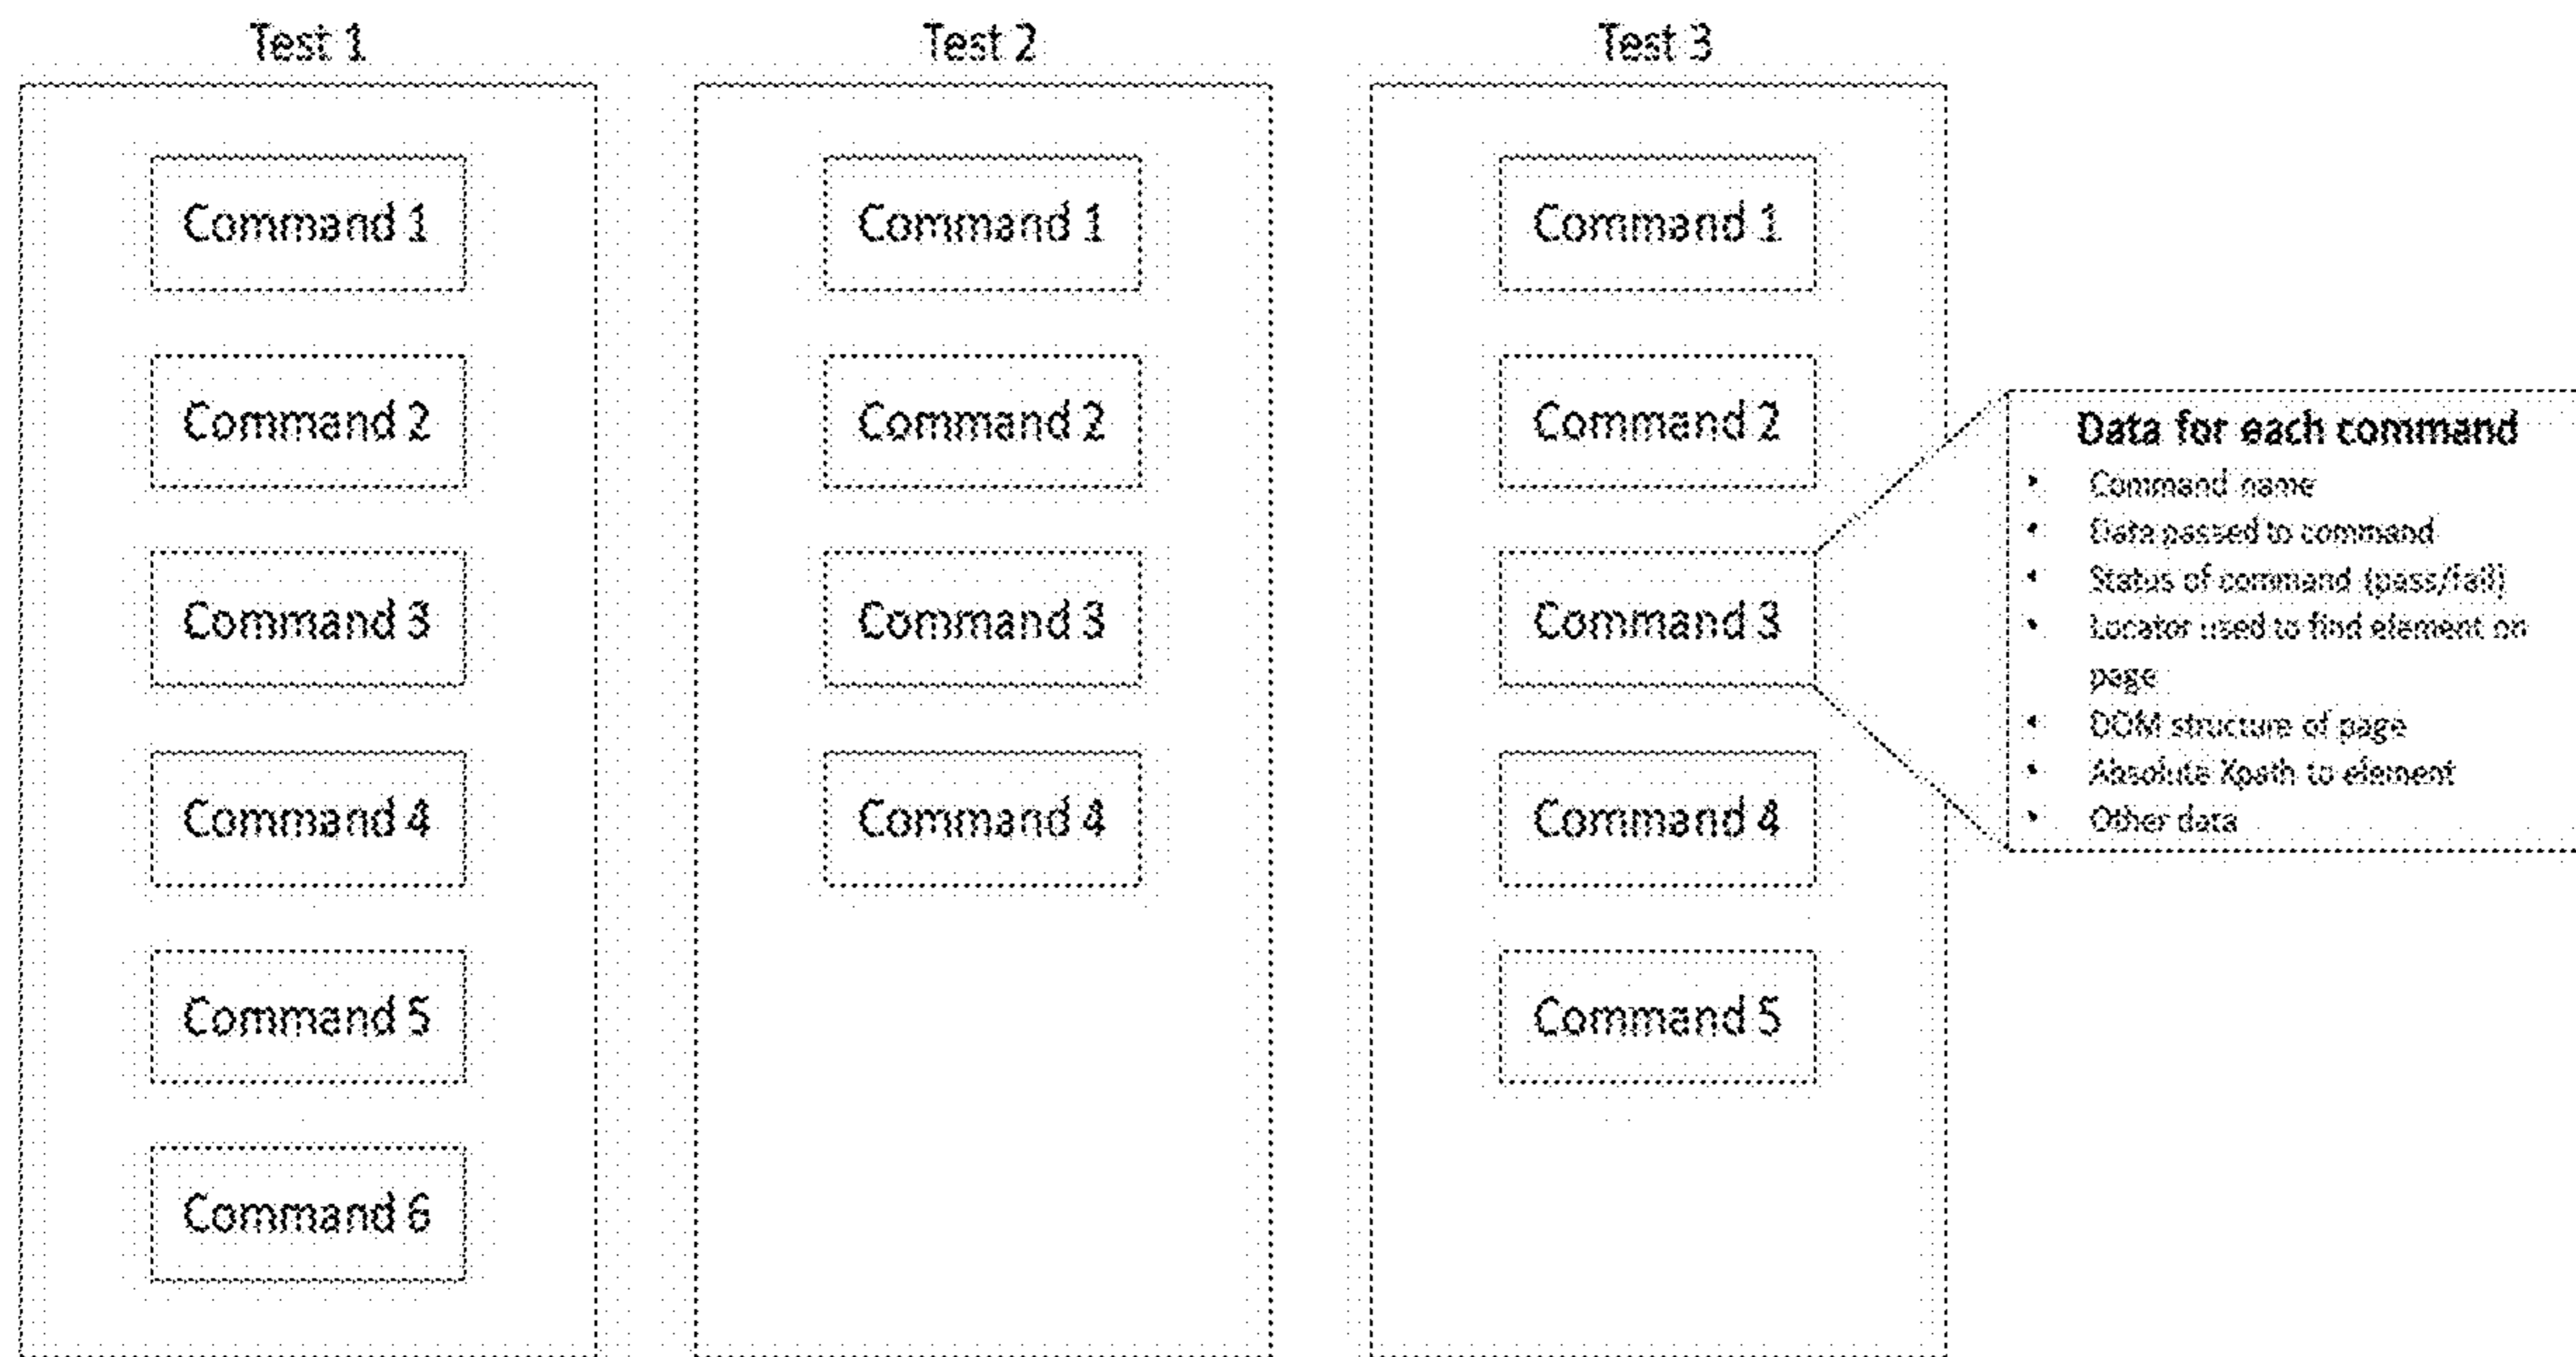 Test 1
Command 1
Command 2
Command 3
Command 4
Command 5
Command 6
Test 2
Command 1
Command 2
Command 3
Command 4
Test 3
Command 1
Command 2
Command 3
Command 4
Command 5
Data for each command
• Command name
• Data passed to command
• Status of command (pass/fail)
• Locator used to find element on
page
• DOM structure of page
• Absolute Xpath to element
• Other data